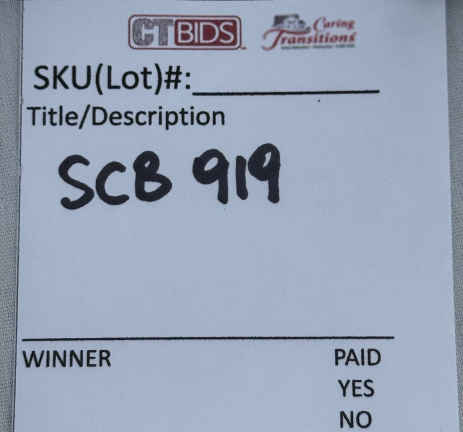 CTBIDS Caring
Transitions
SKU(Lot)#:
Title/Description
SCB 919
WINNER PAID
YES
NO